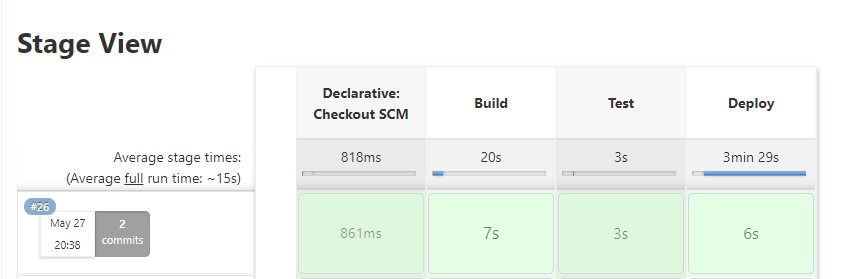 Stage View
Declarative:
Checkout SCM
Build
Test
Deploy
Average stage times:
(Average full run time: ~15s)
818ms
20s
3s
3min 29s
#26
May 27
20:38
2
commits
861ms
7s
3s
6s